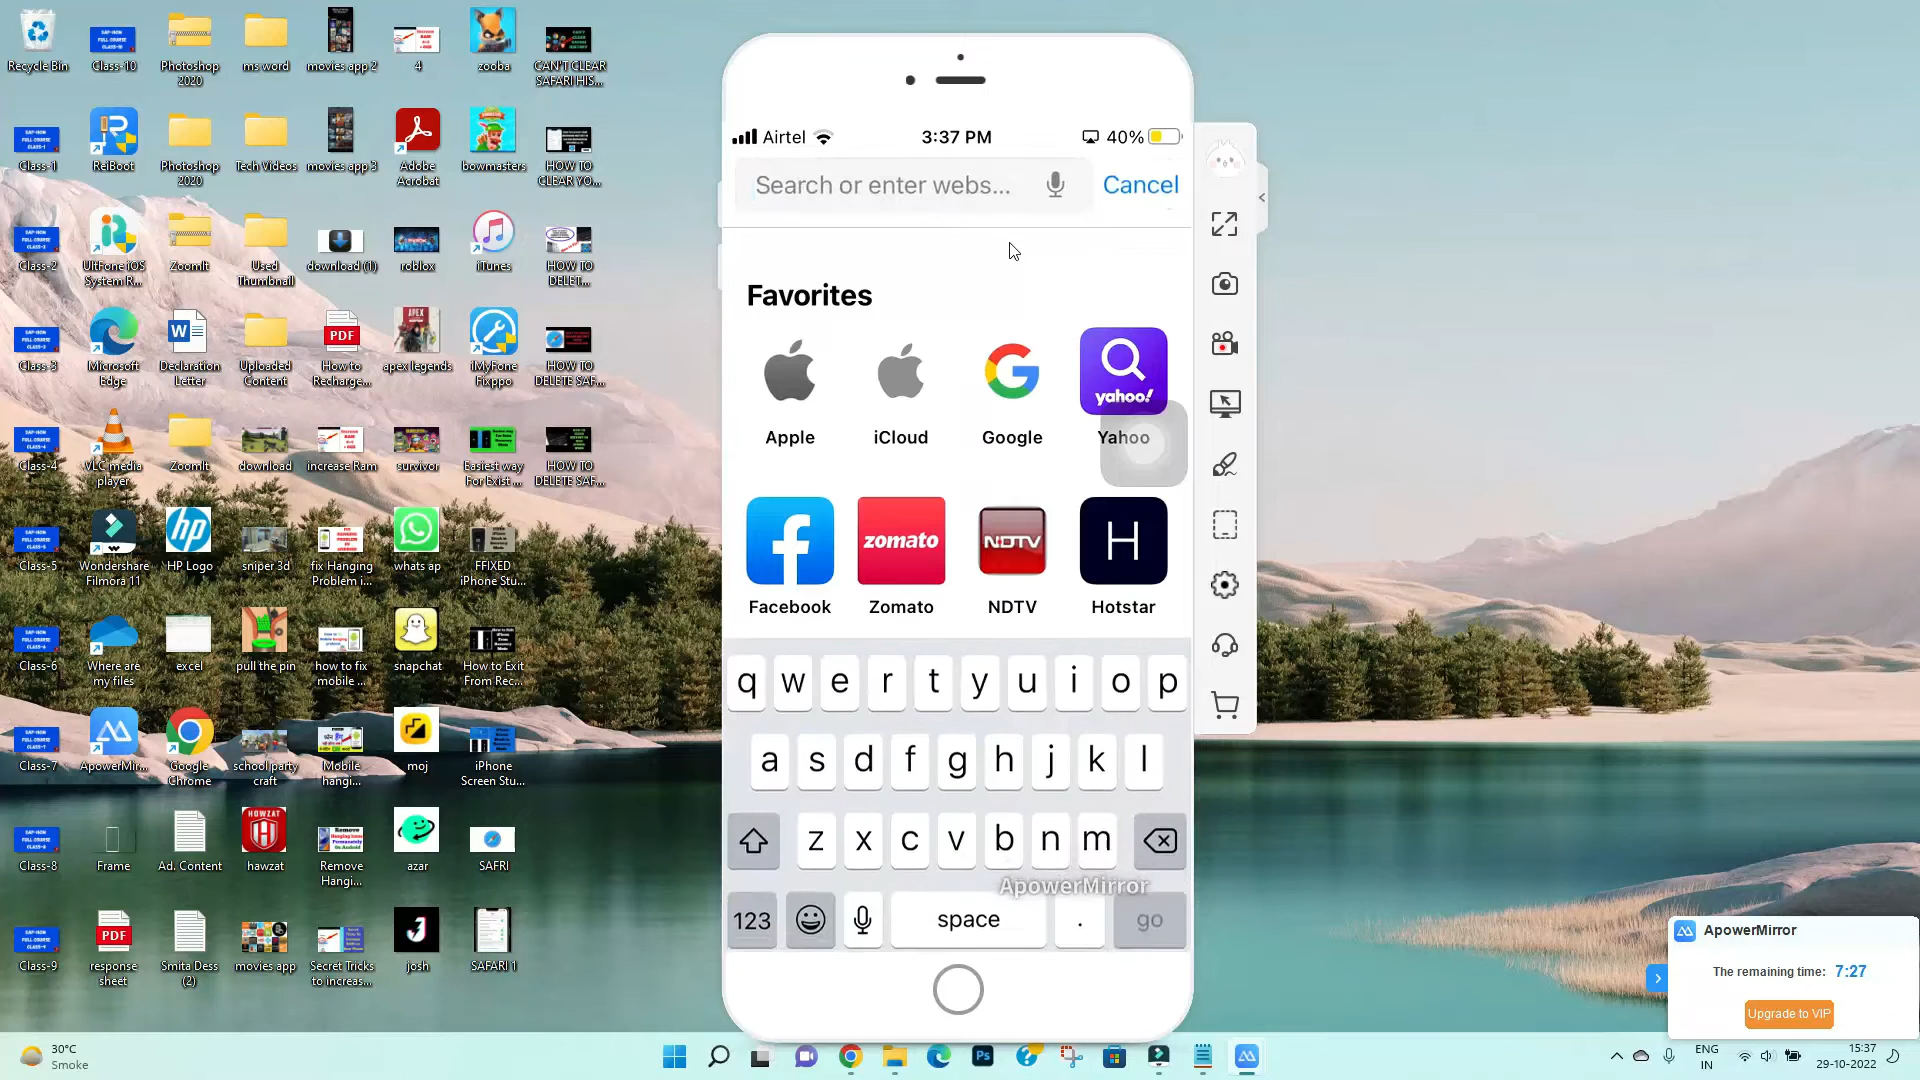 Recycle Bin
Class-10
Photoshop
2020
ms word
movies app 2
4
zooba
CAN'T CLEAR
SAFARI HIS...
Class-1
ReiBoot
Photoshop
2020
Tech Videos
movies app 3
Adobe
Acrobat
bowmasters
HOW TO
CLEAR YO...
Class-2
UltFone iOS
System R...
ZoomIt
Used
Thumbnail
download (1)
roblox
iTunes
HOW TO
DELET...
Class-3
Microsoft
Edge
Declaration
Letter
Uploaded
Content
PDF
How to
Recharge...
apex legends
iMyFone
Fixppo
HOW TO
DELETE SAF...
Class-4
VLC media
player
ZoomIt
download
increase Ram
survivor
Easiest way
For Exist ...
HOW TO
DELETE SAF...
Class-5
Wondershare
Filmora 11
HP Logo
sniper 3d
fix Hanging
Problem i...
whats ap
FFIXED
iPhone Stu...
Class-6
Where are
my files
excel
pull the pin
how to fix
mobile ...
snapchat
How to Exit
From Rec...
Class-7
ApowerMir...
Google
Chrome
school party
craft
Mobile
hangi...
moj
iPhone
Screen Stu...
Class-8
Frame
Ad. Content
HOWZAT
hawzat
Remove
Hangi...
azar
SAFRI
Class-9
PDF
response
sheet
Smita Dess
(2)
movies app
Secret Tricks
to increas...
josh
SAFARI 1
Airtel
3:37 PM
40%
Search or enter webs...
Cancel
Favorites
yahoo!
Apple
iCloud
Google
Yahoo
zomato
NDTV
H
Facebook
Zomato
NDTV
Hotstar
q w e r t y u i o p
a s d f g h j k l
z x c v b n m
ApowerMirror
123
space
.
go
ApowerMirror
The remaining time: 7:27
Upgrade to VIP
30°C
Smoke
Ps
ENG
IN
15:37
29-10-2022